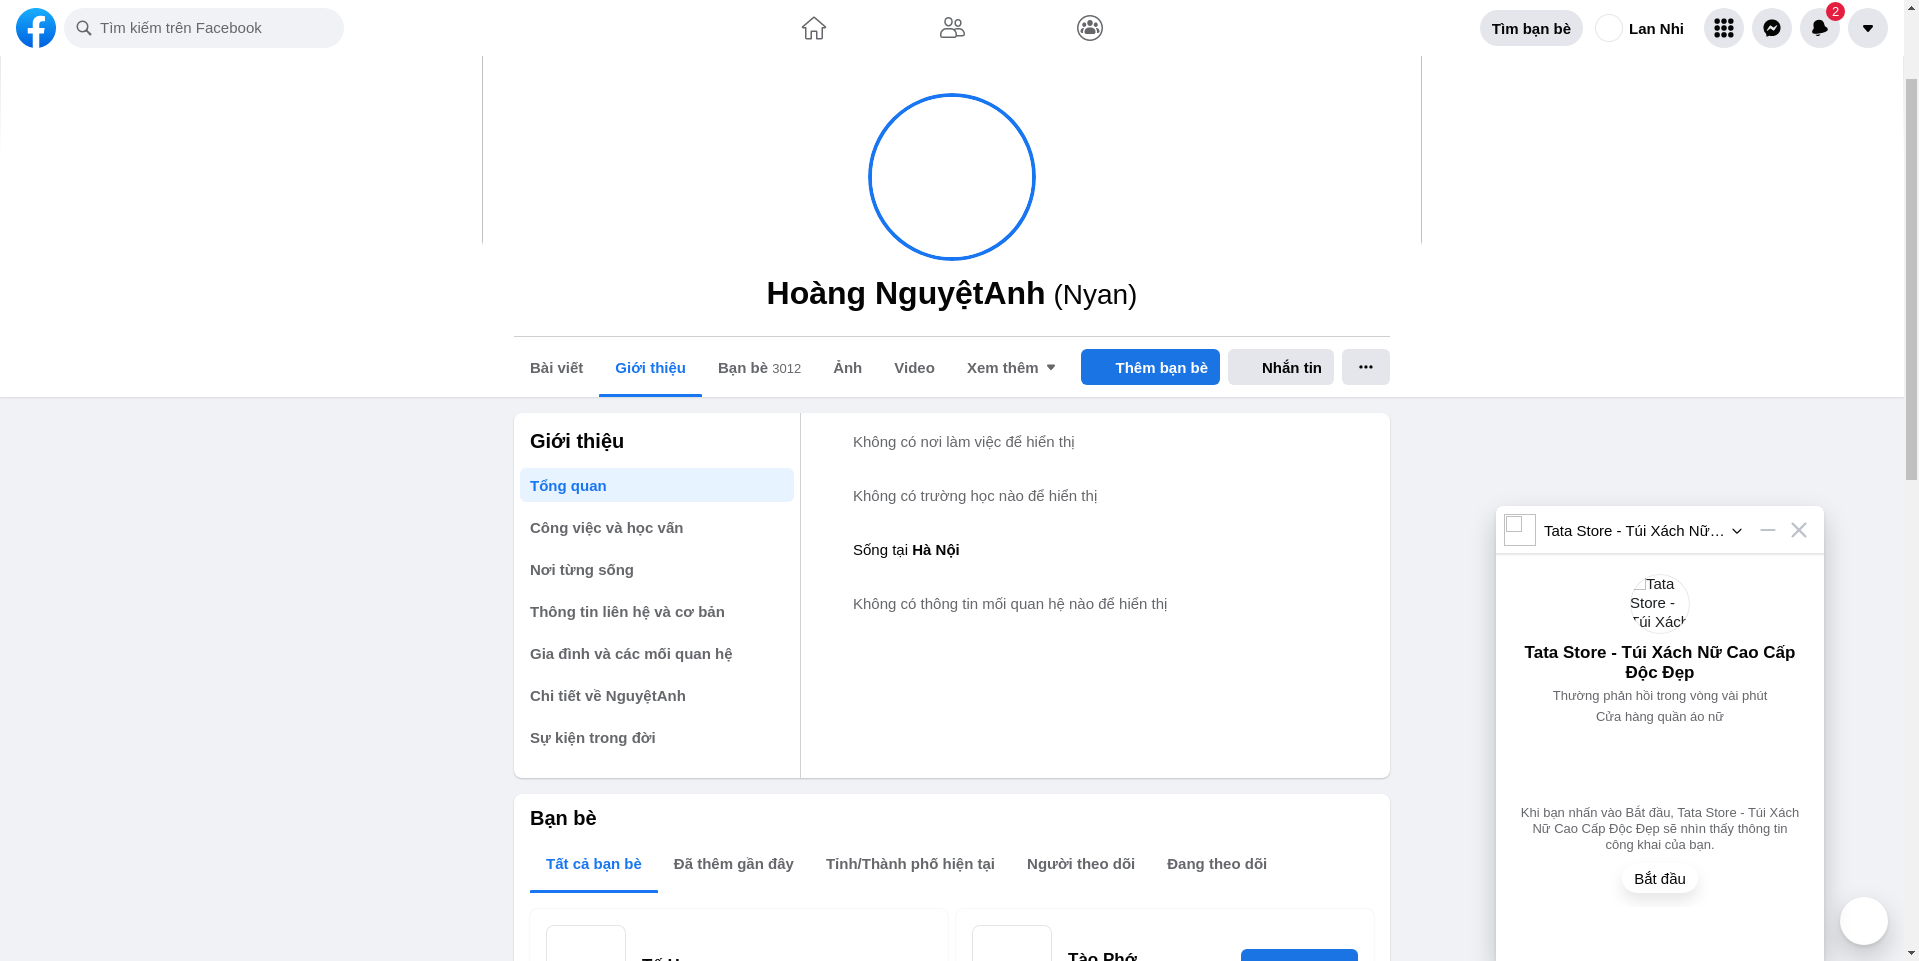 Tìm kiếm trên Facebook
Tìm bạn bè
Lan Nhi
2
Hoàng NguyệtAnh (Nyan)
Bài viết
Giới thiệu
Bạn bè 3012
Ảnh
Video
Xem thêm
Thêm bạn bè
Nhắn tin
Giới thiệu
Tổng quan
Công việc và học vấn
Nơi từng sống
Thông tin liên hệ và cơ bản
Gia đình và các mối quan hệ
Chi tiết về NguyệtAnh
Sự kiện trong đời
Không có nơi làm việc để hiển thị
Không có trường học nào để hiển thị
Sống tại Hà Nội
Không có thông tin mối quan hệ nào để hiển thị
Bạn bè
Tất cả bạn bè
Đã thêm gần đây
Tỉnh/Thành phố hiện tại
Người theo dõi
Đang theo dõi
Tào Phớ
Tata Store - Túi Xách Nữ…
Tata
Store -
Túi Xách
Tata Store - Túi Xách Nữ Cao Cấp
Độc Đẹp
Thường phản hồi trong vòng vài phút
Cửa hàng quần áo nữ
Khi bạn nhấn vào Bắt đầu, Tata Store - Túi Xách
Nữ Cao Cấp Độc Đẹp sẽ nhìn thấy thông tin
công khai của bạn.
Bắt đầu